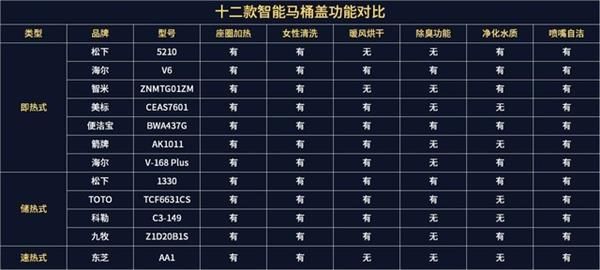 十二款智能马桶盖功能对比
类型 品牌 型号 座圈加热 女性清洗 暖风烘干 除臭功能 净化水质 喷嘴自洁
即热式 松下 5210 有 有 无 无 有 有
海尔 V6 有 有 有 有 有 有
智米 ZNMTG01ZM 有 有 无 无 有 有
美标 CEAS7601 有 有 有 无 无 有
便洁宝 BWA437G 有 有 有 有 有 有
箭牌 AK1011 有 有 有 无 无 有
海尔 V-168 Plus 有 有 有 无 有 有
储热式 松下 1330 有 有 有 有 有 有
TOTO TCF6631CS 有 有 有 有 无 有
科勒 C3-149 有 有 有 无 无 有
九牧 Z1D20B1S 有 有 有 无 有 有
速热式 东芝 AA1 有 有 无 无 无 有